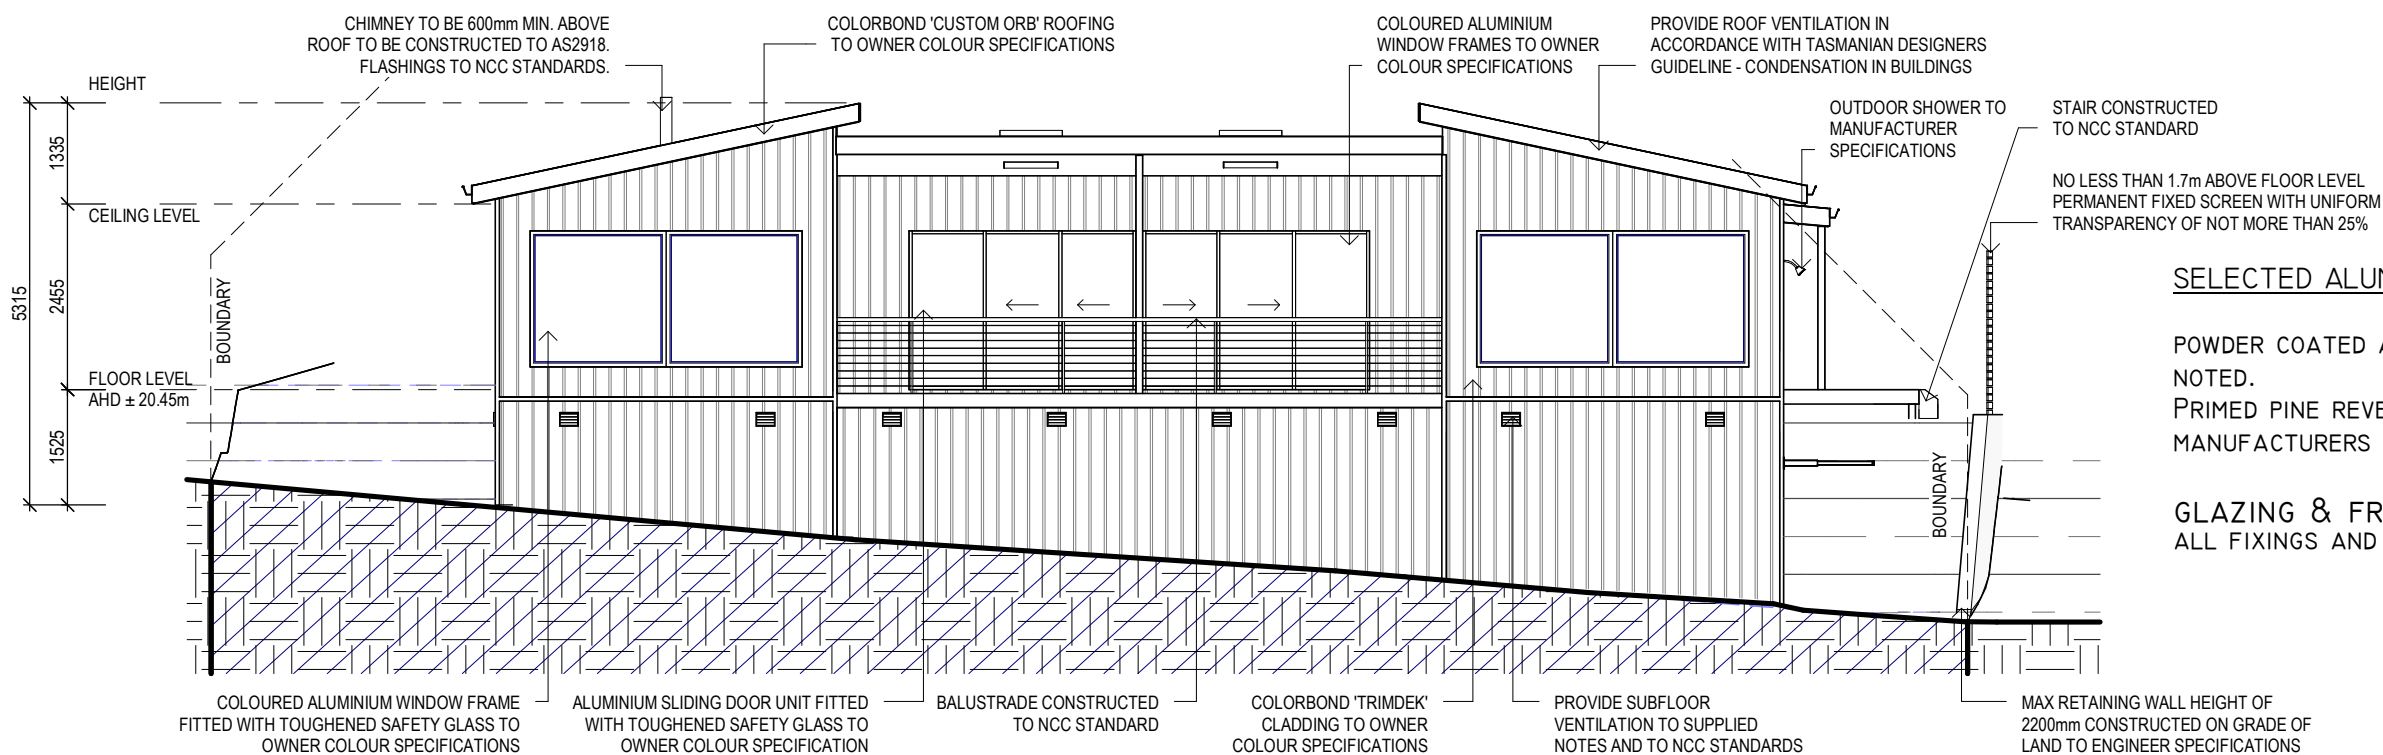 CHIMNEY TO BE 600mm MIN. ABOVE
ROOF TO BE CONSTRUCTED TO AS2918.
FLASHINGS TO NCC STANDARDS.
COLORBOND 'CUSTOM ORB' ROOFING
TO OWNER COLOUR SPECIFICATIONS
COLOURED ALUMINIUM
WINDOW FRAMES TO OWNER
COLOUR SPECIFICATIONS
PROVIDE ROOF VENTILATION IN
ACCORDANCE WITH TASMANIAN DESIGNERS
GUIDELINE - CONDENSATION IN BUILDINGS
OUTDOOR SHOWER TO
MANUFACTURER
SPECIFICATIONS
STAIR CONSTRUCTED
TO NCC STANDARD
NO LESS THAN 1.7m ABOVE FLOOR LEVEL
PERMANENT FIXED SCREEN WITH UNIFORM
TRANSPARENCY OF NOT MORE THAN 25%
HEIGHT
CEILING LEVEL
FLOOR LEVEL
AHD ± 20.45m
5315
1335
2455
1525
BOUNDARY
BOUNDARY
SELECTED ALU
POWDER COATED A
NOTED.
PRIMED PINE REVE
MANUFACTURERS
GLAZING & FR
ALL FIXINGS AND
COLOURED ALUMINIUM WINDOW FRAME
FITTED WITH TOUGHENED SAFETY GLASS TO
OWNER COLOUR SPECIFICATIONS
ALUMINIUM SLIDING DOOR UNIT FITTED
WITH TOUGHENED SAFETY GLASS TO
OWNER COLOUR SPECIFICATION
BALUSTRADE CONSTRUCTED
TO NCC STANDARD
COLORBOND 'TRIMDEK'
CLADDING TO OWNER
COLOUR SPECIFICATIONS
PROVIDE SUBFLOOR
VENTILATION TO SUPPLIED
NOTES AND TO NCC STANDARDS
MAX RETAINING WALL HEIGHT OF
2200mm CONSTRUCTED ON GRADE OF
LAND TO ENGINEER SPECIFICATIONS